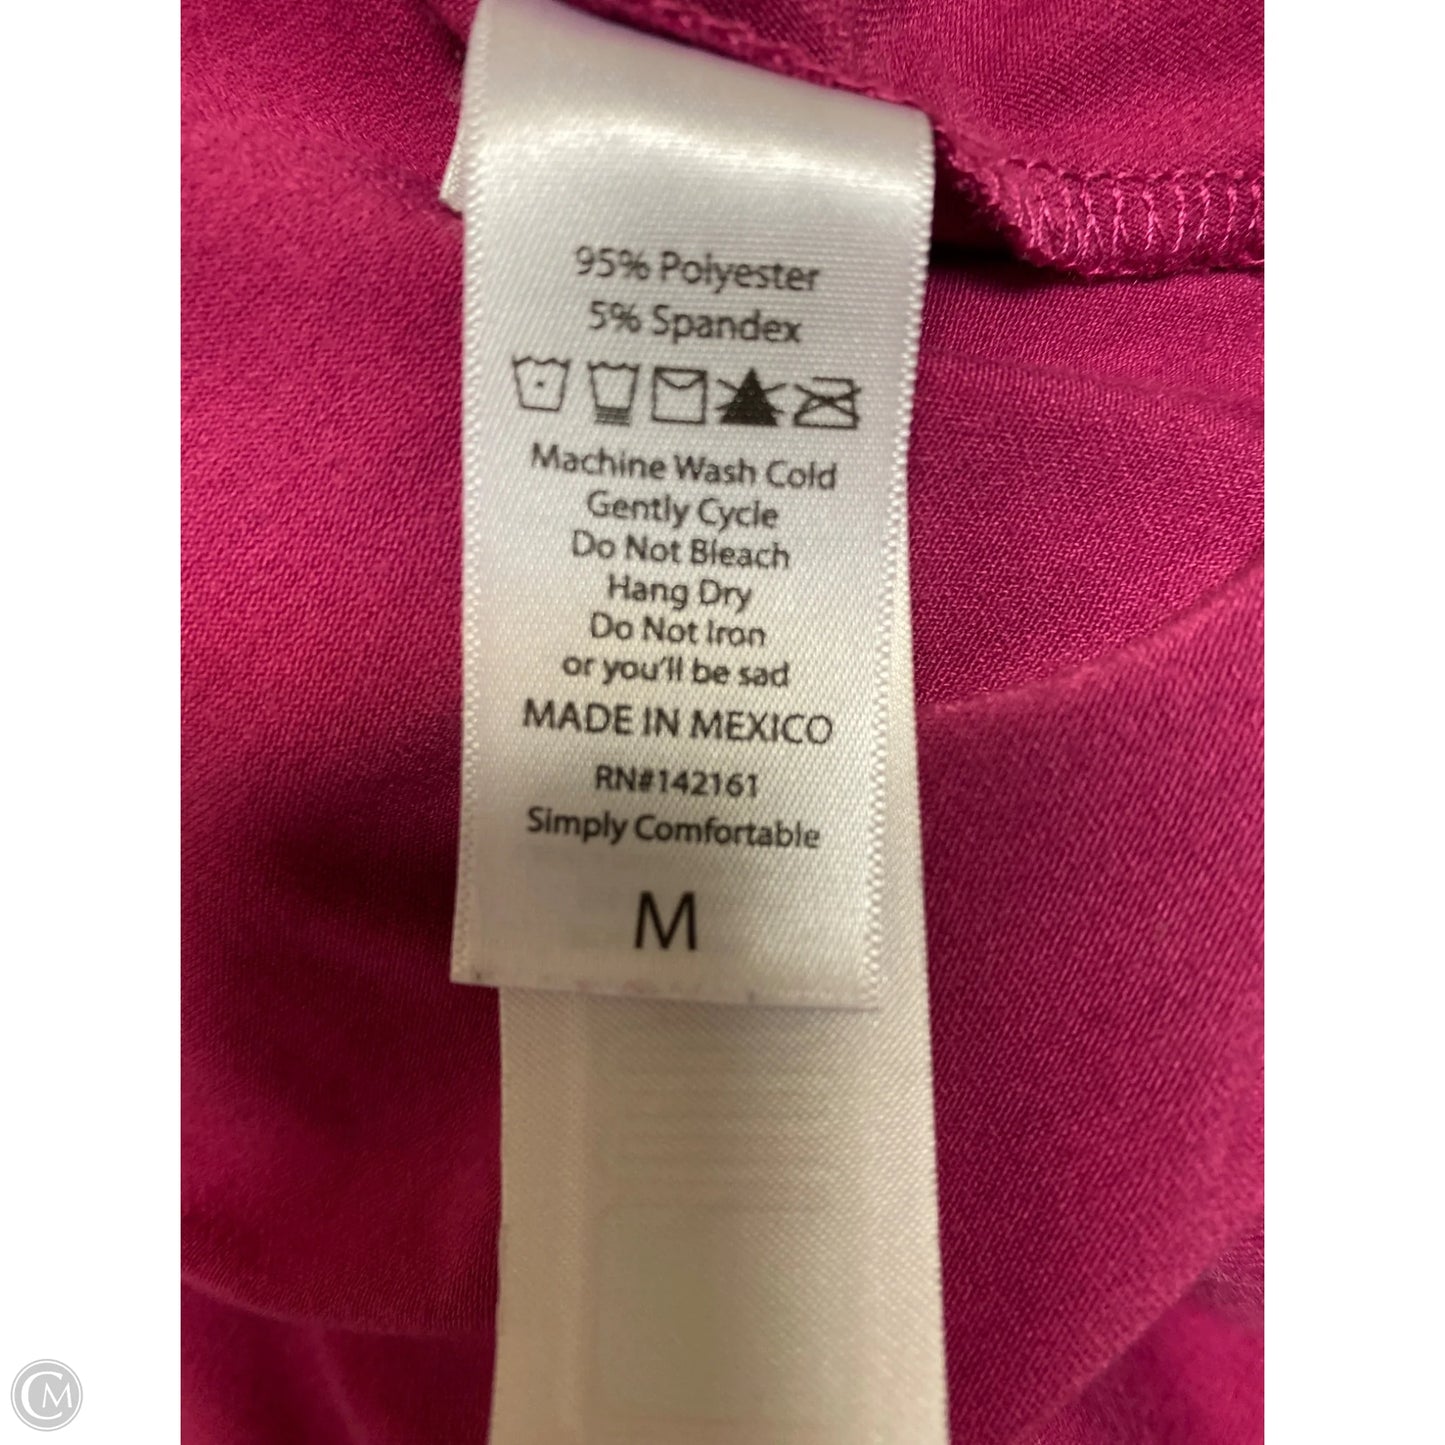 95% Polyester
5% Spandex
Machine Wash Cold
Gently Cycle
Do Not Bleach
Hang Dry
Do Not Iron
or you'll be sad
MADE IN MEXICO
RN#142161
Simply Comfortable
M
CM